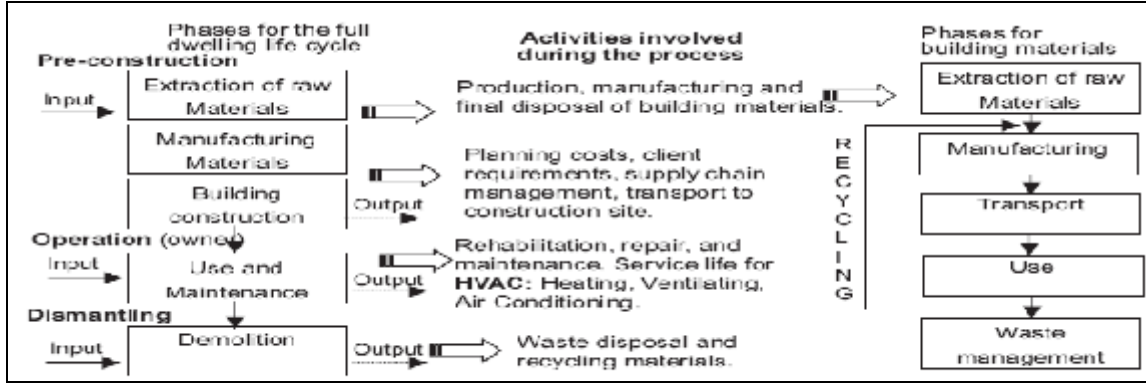 Phases for the full
dwelling life cycle
Pre-construction
Input
Extraction of raw
Materials
Manufacturing
Materials
Building
construction
Output
Operation (owner)
Input
Use and
Maintenance
Output
Dismantling
Input
Demolition
Output
Activities involved
during the process
Production, manufacturing and
final disposal of building materials.
Planning costs, client
requirements, supply chain
management, transport to
construction site.
Rehabilitation, repair, and
maintenance. Service life for
HVAC: Heating, Ventilating,
Air Conditioning.
Waste disposal and
recycling materials.
Phases for
building materials
Extraction of raw
Materials
RECYCLING
Manufacturing
Transport
Use
Waste
management